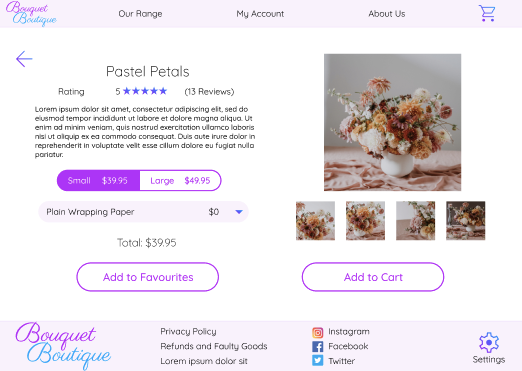 Bouquet
Boutique
Our Range
My Account
About Us
Pastel Petals
Rating 5 ★★★★★ (13 Reviews)
Lorem ipsum dolor sit amet, consectetur adipiscing elit, sed do
eiusmod tempor incididunt ut labore et dolore magna aliqua. Ut
enim ad minim veniam, quis nostrud exercitation ullamco laboris
nisi ut aliquip ex ea commodo consequat. Duis aute irure dolor in
reprehenderit in voluptate velit esse cillum dolore eu fugiat nulla
pariatur.
Small $39.95 Large $49.95
Plain Wrapping Paper $0
Total: $39.95
Add to Favourites
Add to Cart
Bouquet
Boutique
Privacy Policy
Refunds and Faulty Goods
Lorem ipsum dolor sit
Instagram
Facebook
Twitter
Settings